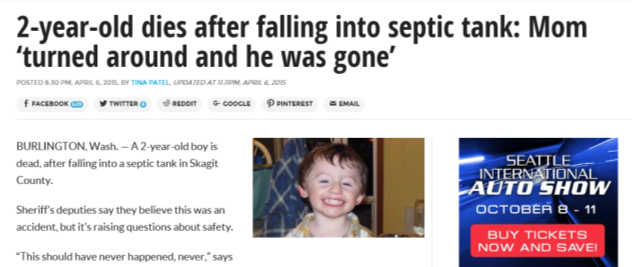 2-year-old dies after falling into septic tank: Mom
‘turned around and he was gone’
POSTED 6:30 PM, APRIL 6, 2015, BY TINA PATEL, UPDATED AT 11:11PM, APRIL 6, 2015
FACEBOOK
TWITTER
REDDIT
GOOGLE
PINTEREST
EMAIL
BURLINGTON, Wash. — A 2-year-old boy is
dead, after falling into a septic tank in Skagit
County.
Sheriff’s deputies say they believe this was an
accident, but it’s raising questions about safety.
“This should have never happened, never,” says
SEATTLE
INTERNATIONAL
AUTO SHOW
OCTOBER 8 - 11
BUY TICKETS
NOW AND SAVE!